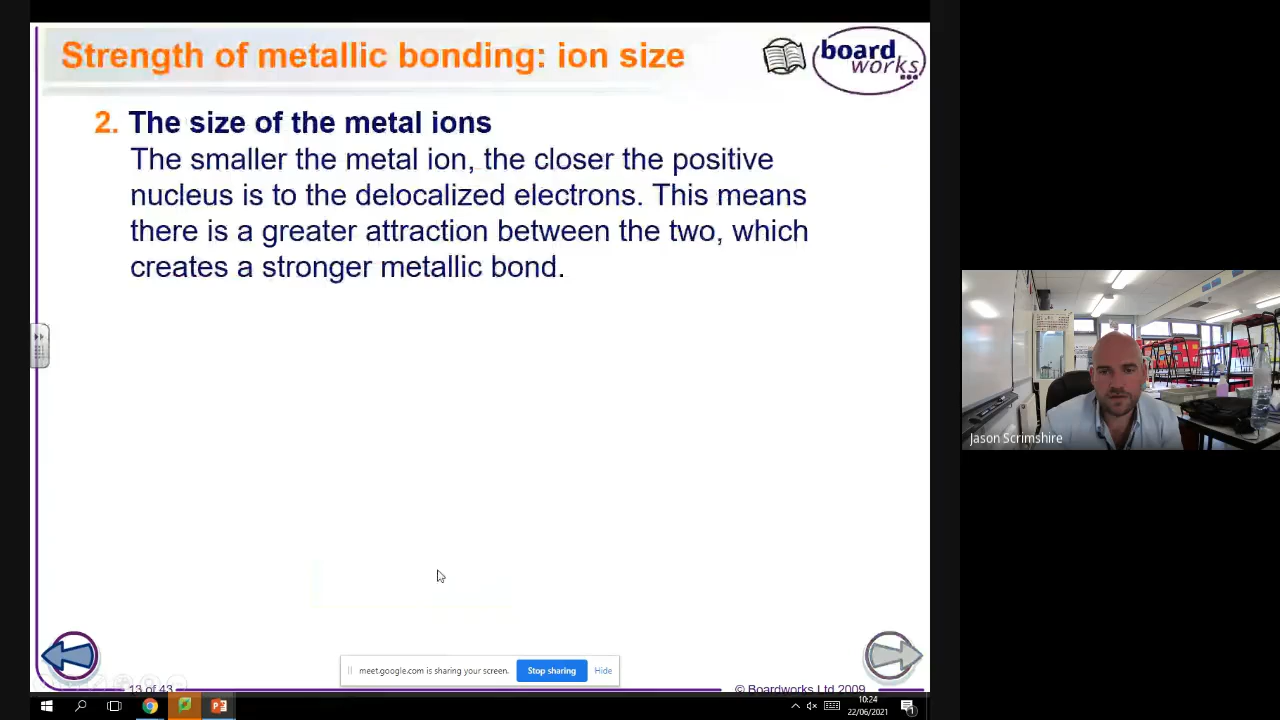 Strength of metallic bonding: ion size
board
works
2. The size of the metal ions
The smaller the metal ion, the closer the positive
nucleus is to the delocalized electrons. This means
there is a greater attraction between the two, which
creates a stronger metallic bond.
Jason Scrimshire
meet.google.com is sharing your screen.
Stop sharing
Hide
13 of 43
© Boardworks Ltd 2009
10:24
22/06/2021
1